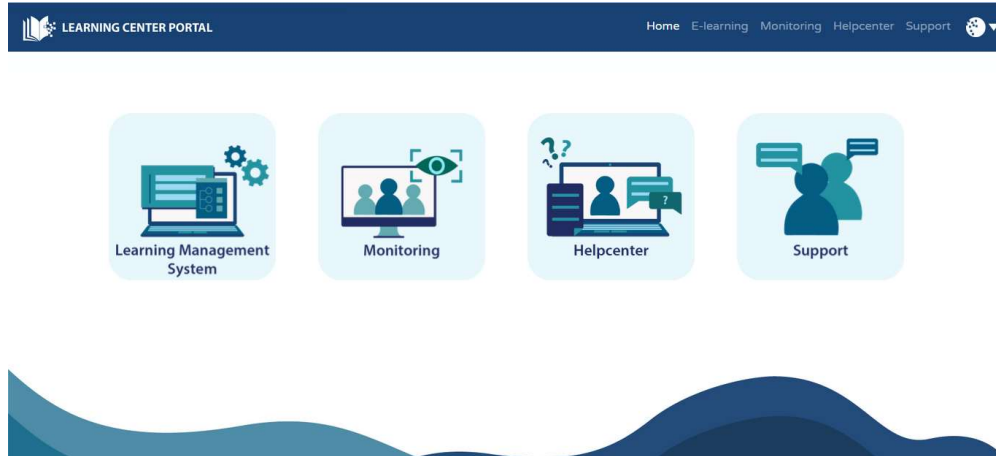 LEARNING CENTER PORTAL
Home E-learning Monitoring Helpcenter Support
? ?
?
?
Learning Management
System
Monitoring
Helpcenter
Support